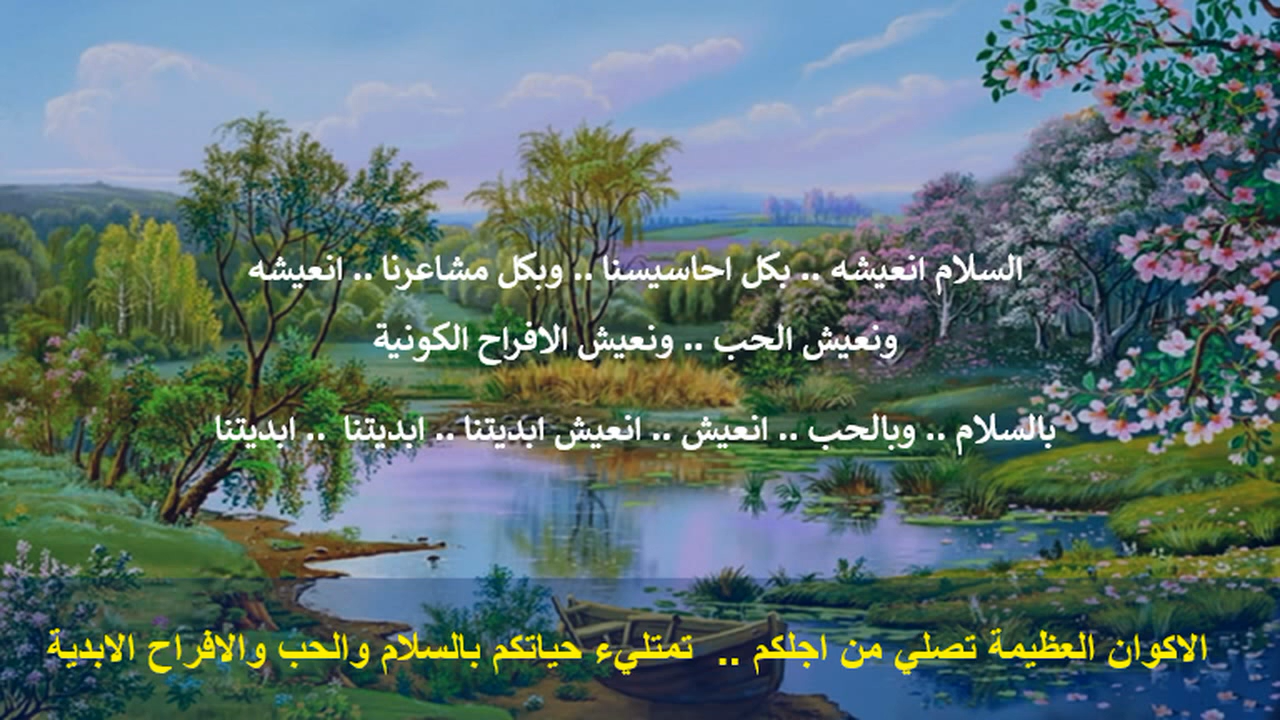 السلام انعيشه .. بكل احاسيسنا .. وبكل مشاعرنا .. انعيشه
ونعيش الحب .. ونعيش الافراح الكونية
بالسلام .. وبالحب .. انعيش .. انعيش ابديتنا .. ابديتنا .. ابديتنا
الاكوان العظيمة تصلي من اجلكم .. تمتليء حياتكم بالسلام والحب والافراح الابدية